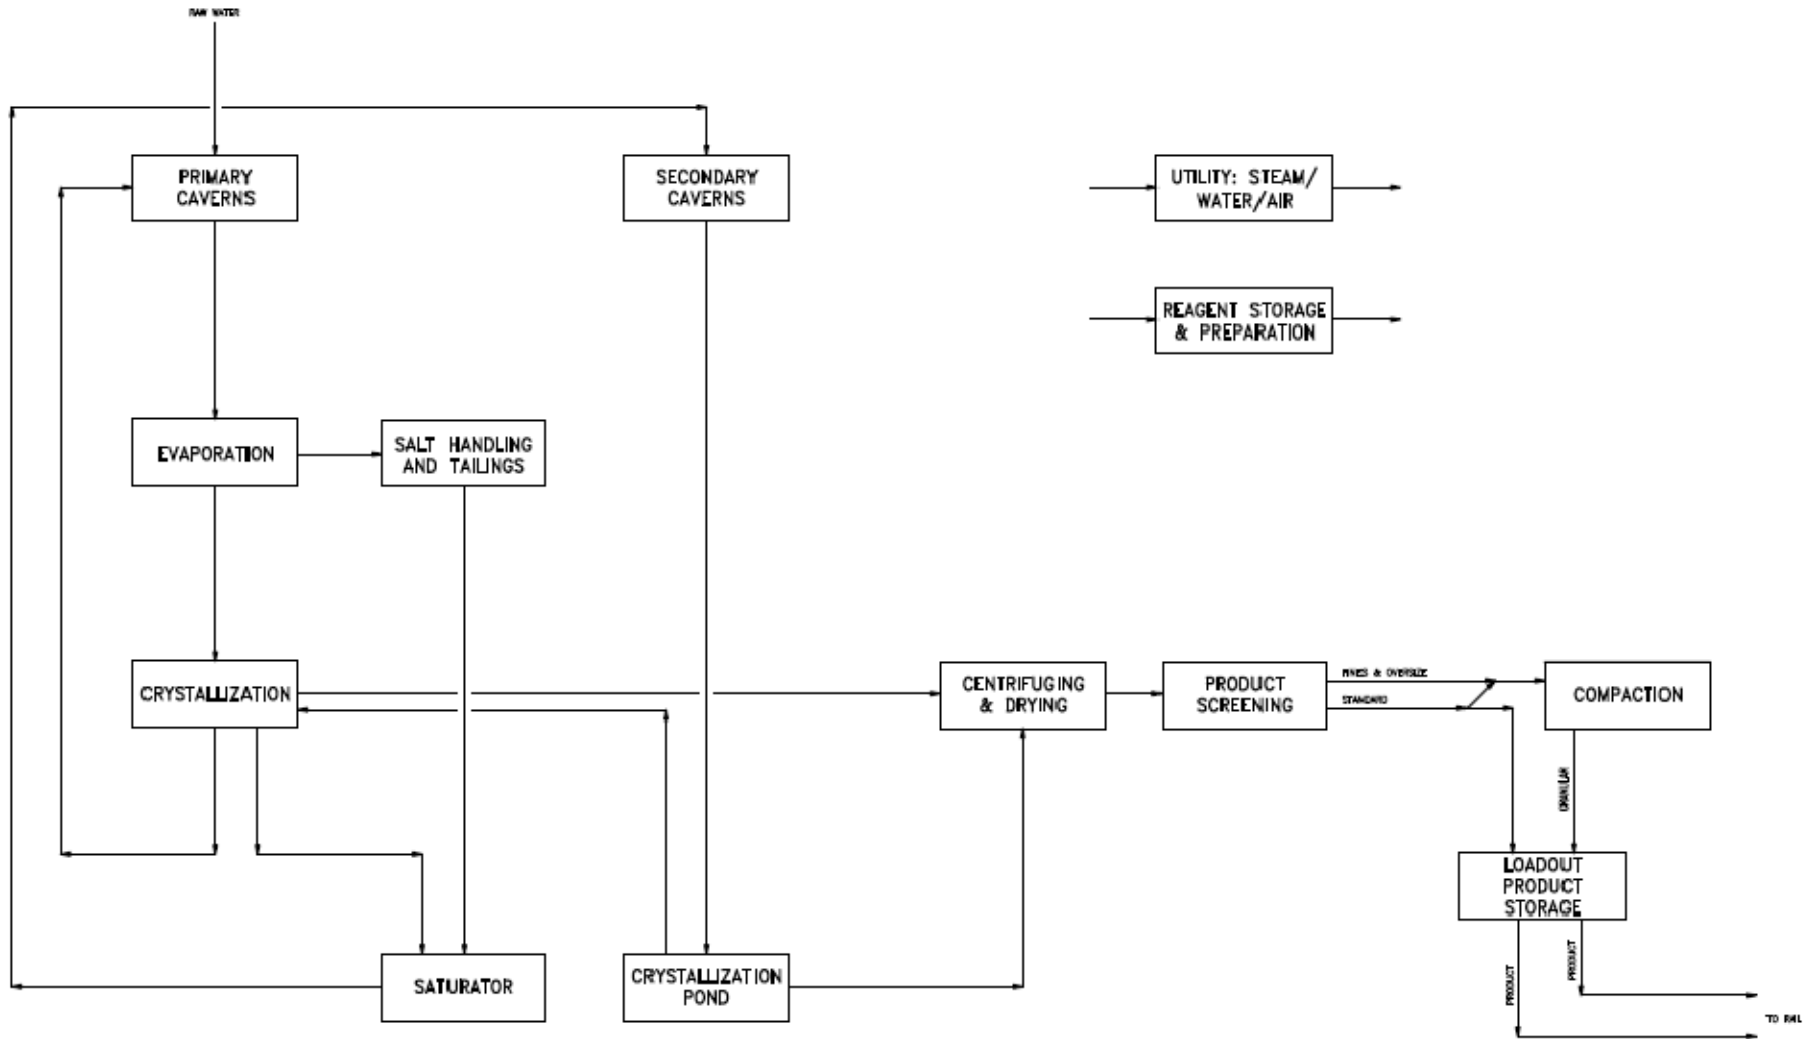 RAW WATER
PRIMARY
CAVERNS
SECONDARY
CAVERNS
UTILITY: STEAM/
WATER/AIR
REAGENT STORAGE
& PREPARATION
EVAPORATION
SALT HANDLING
AND TAILINGS
CRYSTALLIZATION
CENTRIFUGING
& DRYING
PRODUCT
SCREENING
FINES & OVERSIZE
STANDARD
COMPACTION
GRANULAR
LOADOUT
PRODUCT
STORAGE
SATURATOR
CRYSTALLIZATION
POND
PRODUCT
PRODUCT
TO RAIL